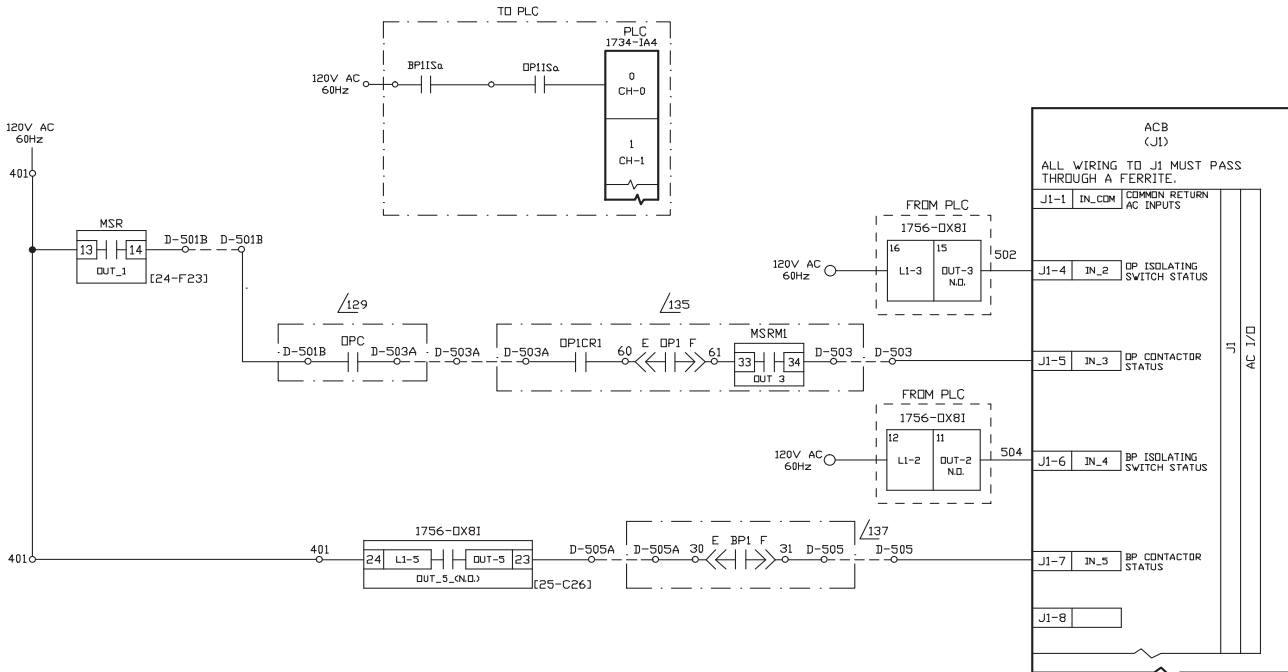 TO PLC
PLC
1734-IA4
120V AC
60Hz
BP1ISa
OP1ISa
0
CH-0
1
CH-1
120V AC
60Hz
401
MSR
13
14
OUT_1
[24-F23]
D-501B
D-501B
129
D-501B
OPC
D-503A
D-503A
135
D-503A
OP1CR1
60
E
OP1
F
61
MSRM1
33
34
OUT 3
D-503
D-503
FROM PLC
1756-OX8I
120V AC
60Hz
16
L1-3
15
OUT-3
N.O.
502
FROM PLC
1756-OX8I
120V AC
60Hz
12
L1-2
11
OUT-2
N.O.
504
401
401
1756-OX8I
24
L1-5
OUT-5
23
OUT_5_(N.O.)
[25-C26]
D-505A
D-505A
30
E
BP1
F
31
D-505
137
D-505
ACB
(J1)
ALL WIRING TO J1 MUST PASS
THROUGH A FERRITE.
J1-1 IN_COM COMMON RETURN
AC INPUTS
J1-4 IN_2 OP ISOLATING
SWITCH STATUS
J1-5 IN_3 OP CONTACTOR
STATUS
J1-6 IN_4 BP ISOLATING
SWITCH STATUS
J1-7 IN_5 BP CONTACTOR
STATUS
J1-8
J1
AC I/O